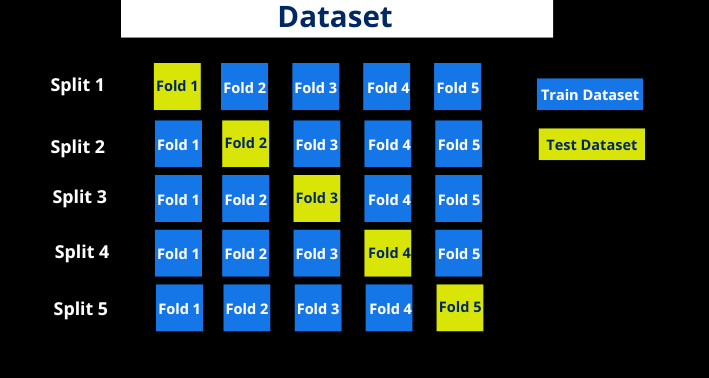 Dataset
Split 1 Fold 1 Fold 2 Fold 3 Fold 4 Fold 5
Train Dataset
Split 2 Fold 1 Fold 2 Fold 3 Fold 4 Fold 5
Test Dataset
Split 3 Fold 1 Fold 2 Fold 3 Fold 4 Fold 5
Split 4 Fold 1 Fold 2 Fold 3 Fold 4 Fold 5
Split 5 Fold 1 Fold 2 Fold 3 Fold 4 Fold 5